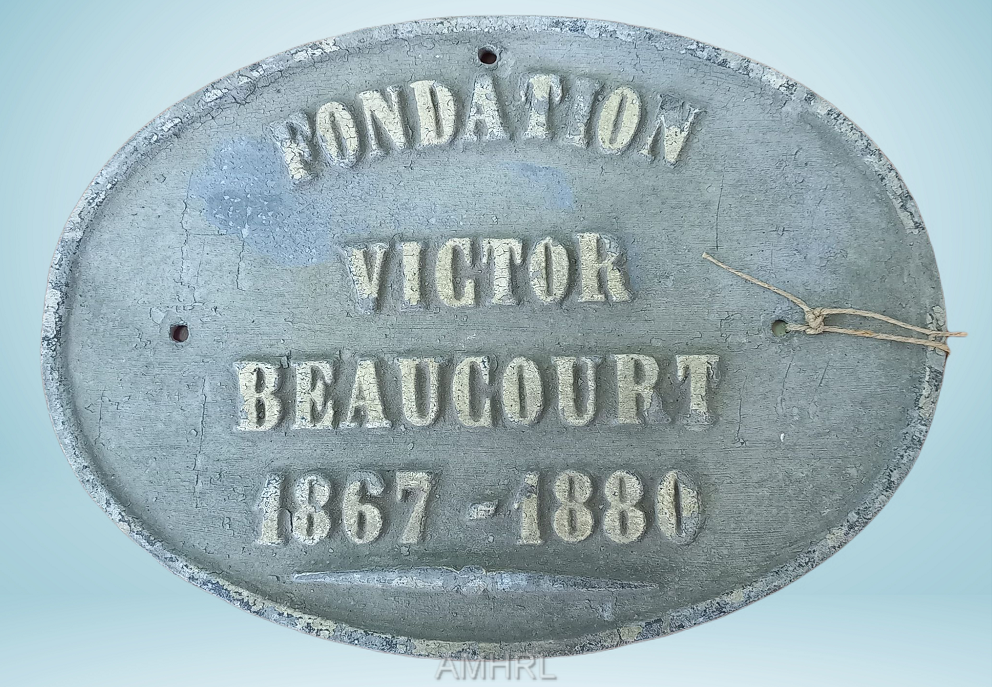 FONDATION
VICTOR
BEAUCOURT
1867 - 1880
AMHRL